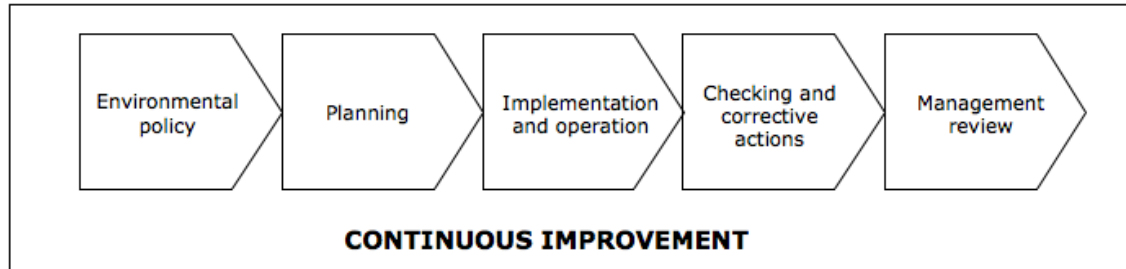 Environmental
policy
Planning
Implementation
and operation
Checking and
corrective
actions
Management
review
CONTINUOUS IMPROVEMENT